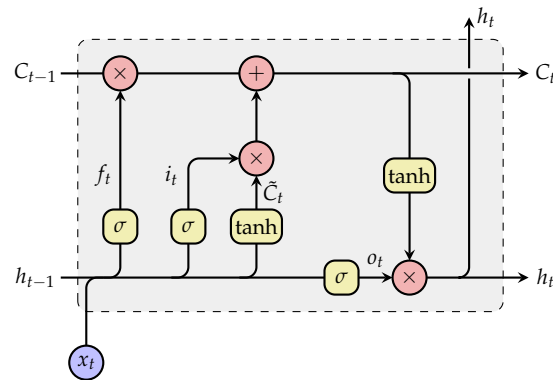 h_t
C_{t−1} × + C_t
f_t i_t × C̃_t tanh
σ σ tanh
h_{t−1} σ o_t × h_t
x_t